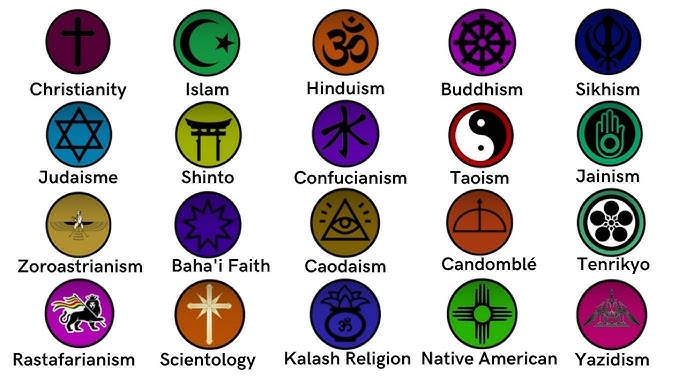 Christianity
Islam
Hinduism
Buddhism
Sikhism
Judaisme
Shinto
Confucianism
Taoism
Jainism
Zoroastrianism
Baha'i Faith
Caodaism
Candomblé
Tenrikyo
Rastafarianism
Scientology
Kalash Religion
Native American
Yazidism